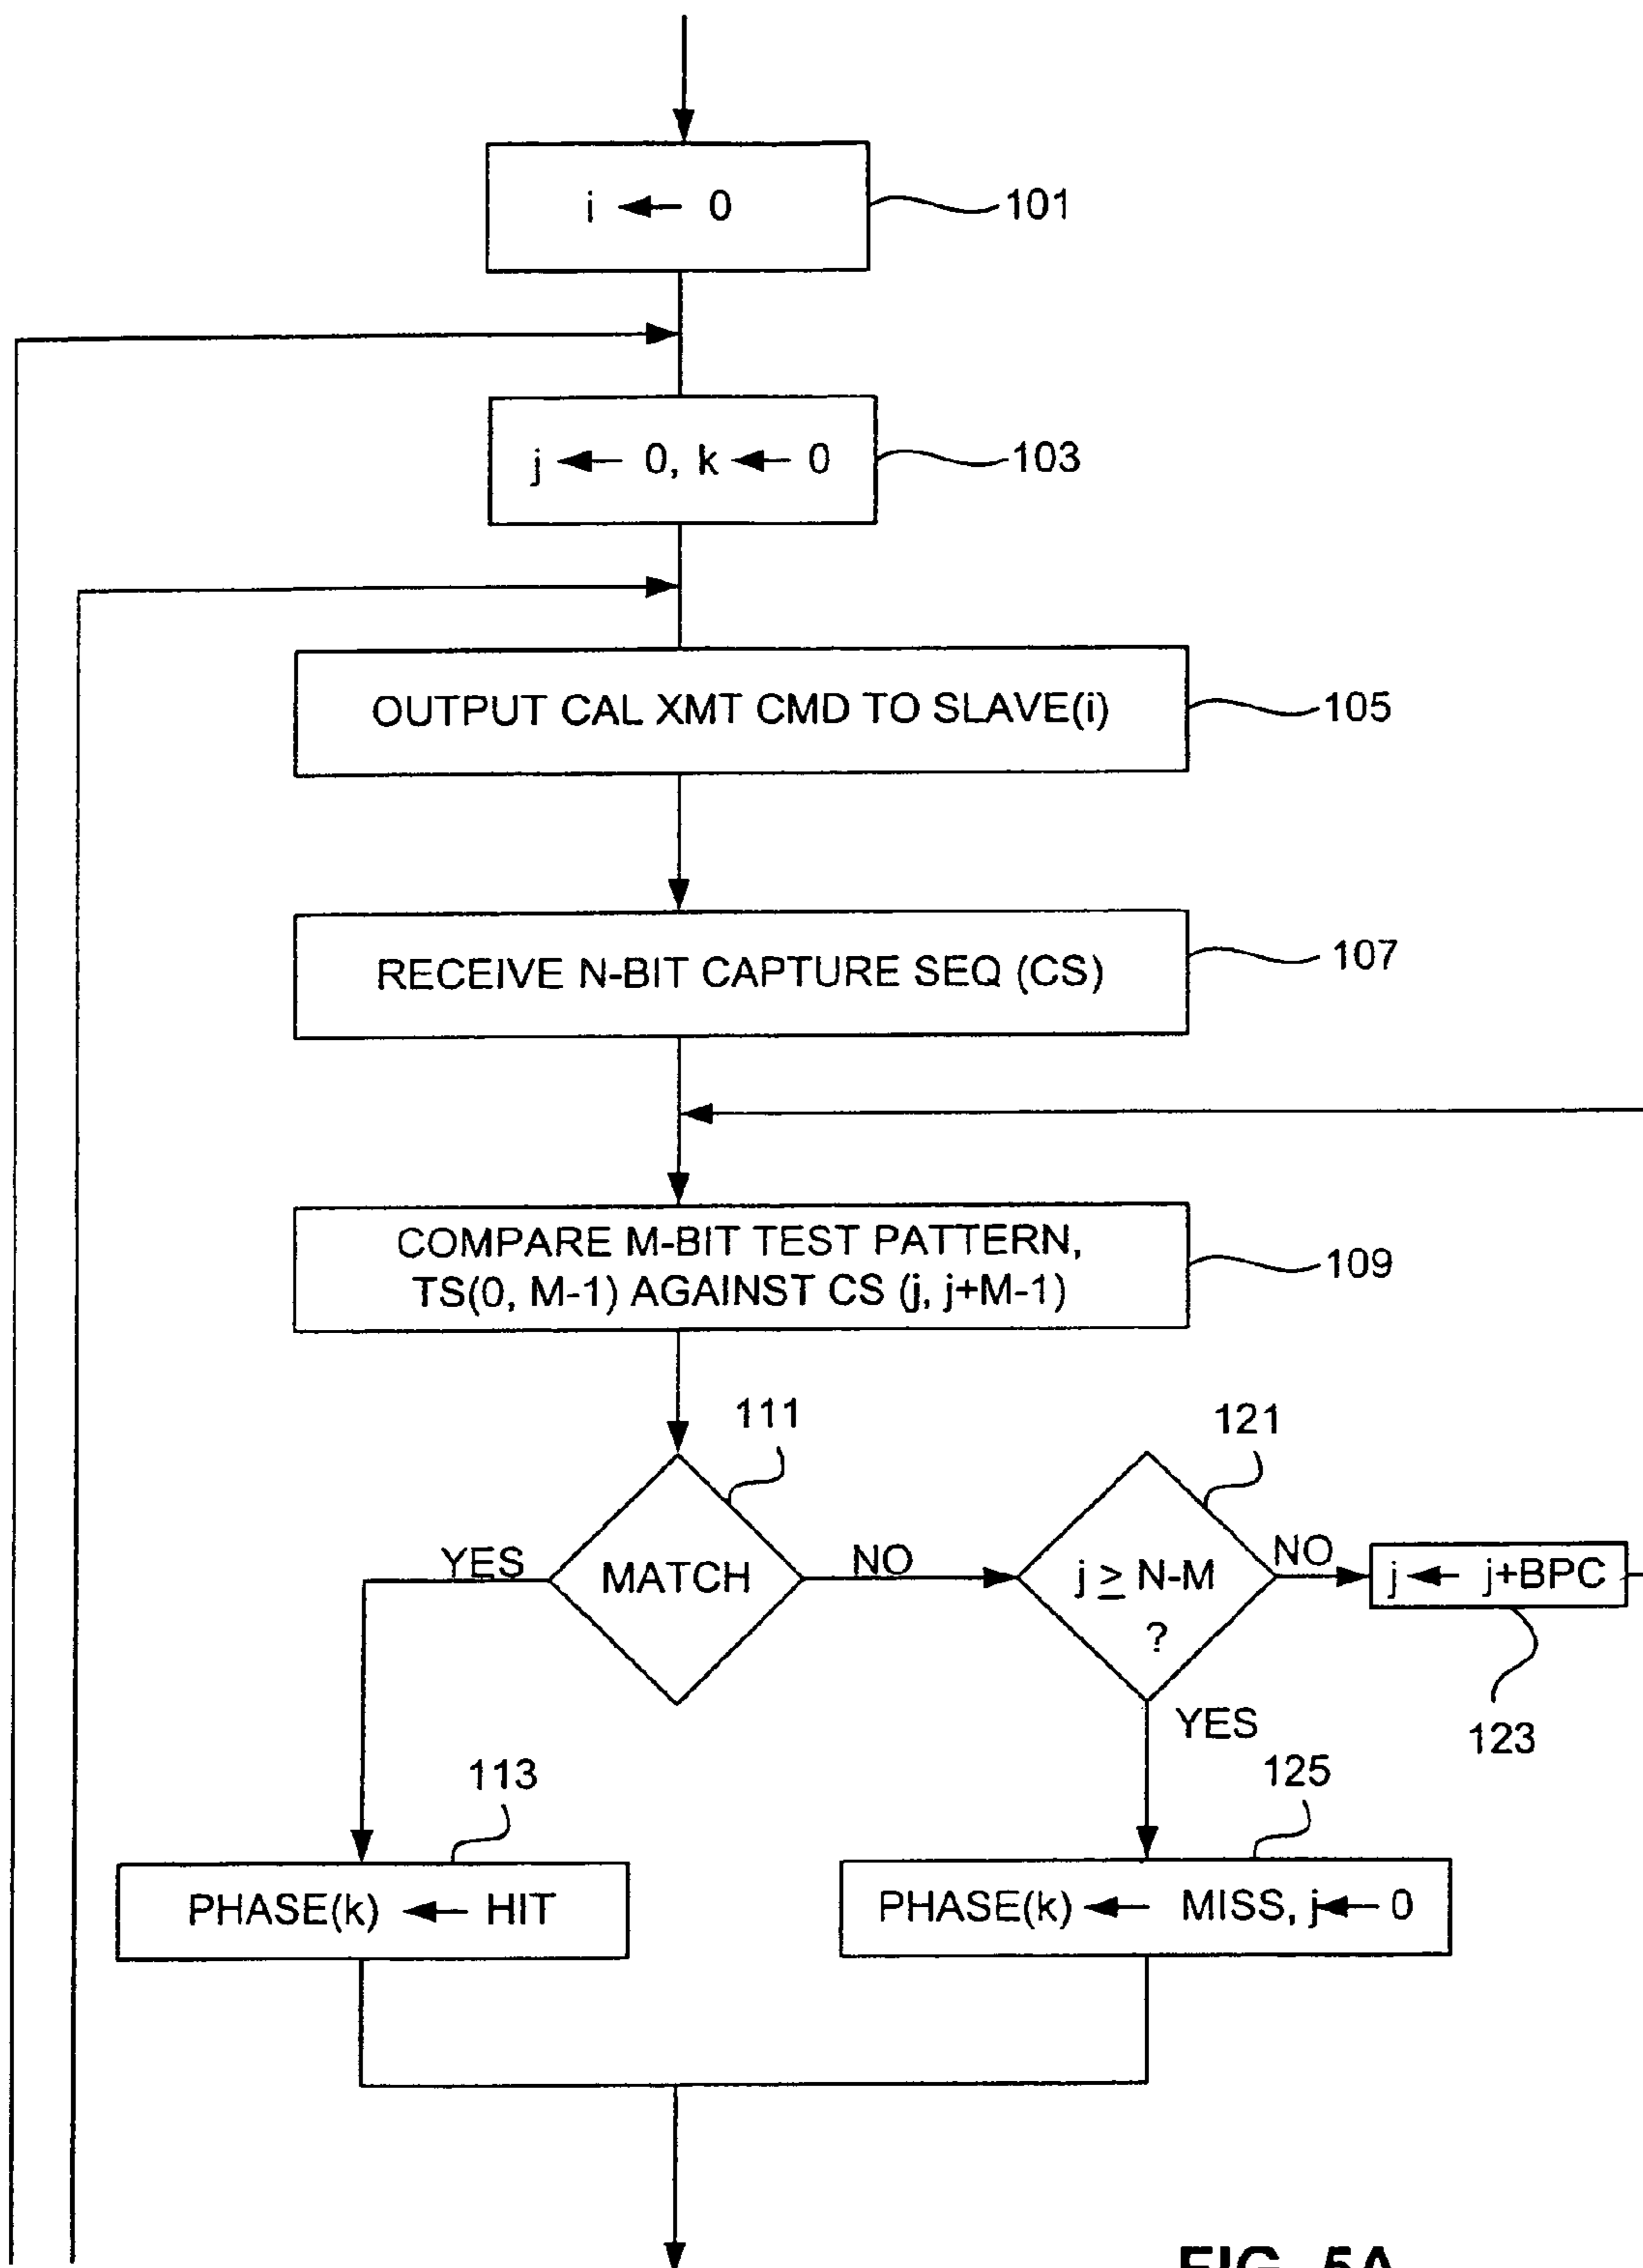 i ← 0
101
j ← 0, k ← 0
103
OUTPUT CAL XMT CMD TO SLAVE(i)
105
RECEIVE N-BIT CAPTURE SEQ (CS)
107
COMPARE M-BIT TEST PATTERN,
TS(0, M-1) AGAINST CS (j, j+M-1)
109
111
121
YES
MATCH
NO
j ≥ N-M
?
NO
j ← j+BPC
YES
123
113
125
PHASE(k) ← HIT
PHASE(k) ← MISS, j← 0
FIG. 5A